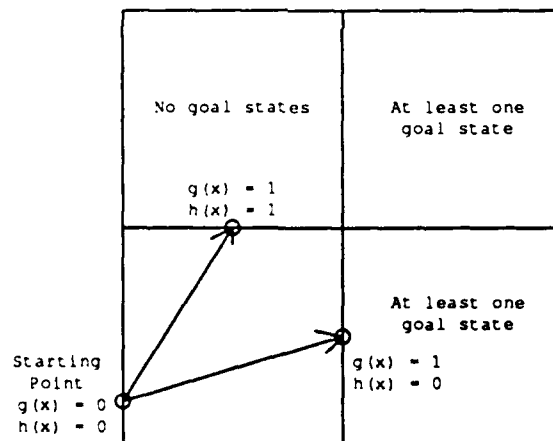 No goal states
At least one
goal state
g(x) = 1
h(x) = 1
At least one
goal state
g(x) = 1
h(x) = 0
Starting
Point
g(x) = 0
h(x) = 0